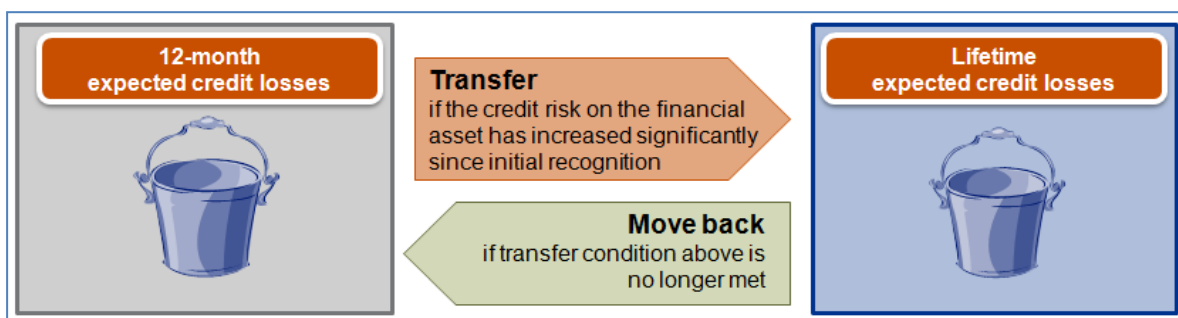 12-month
expected credit losses
Transfer
if the credit risk on the financial
asset has increased significantly
since initial recognition
Move back
if transfer condition above is
no longer met
Lifetime
expected credit losses